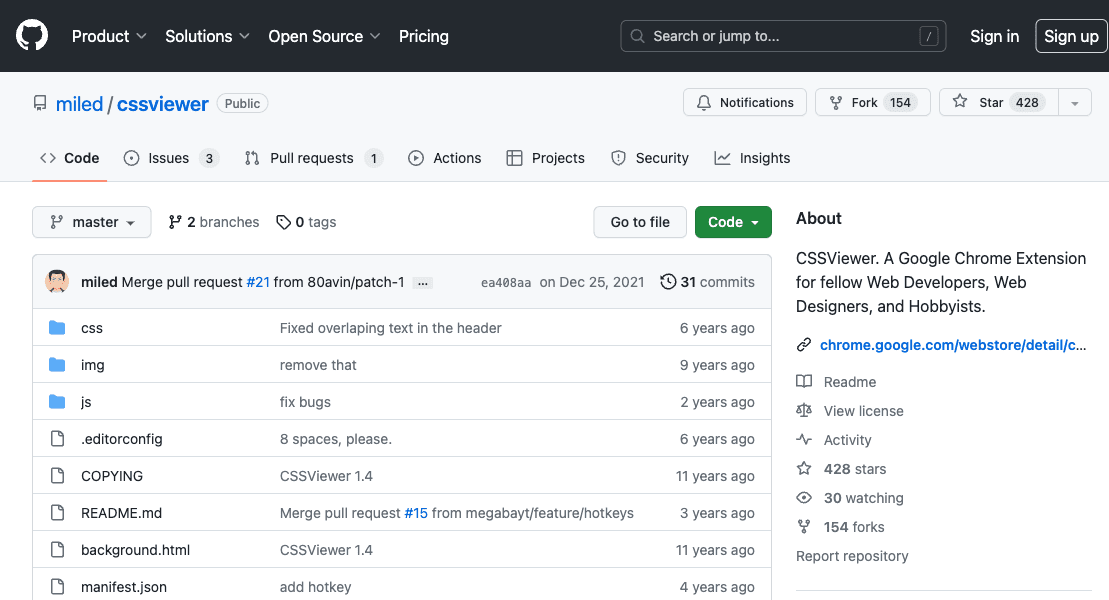 Product Solutions Open Source Pricing Search or jump to... / Sign in Sign up
miled / cssviewer Public Notifications Fork 154 Star 428
Code Issues 3 Pull requests 1 Actions Projects Security Insights
master 2 branches 0 tags Go to file Code
miled Merge pull request #21 from 80avin/patch-1 ... ea408aa on Dec 25, 2021 31 commits
css Fixed overlaping text in the header 6 years ago
img remove that 9 years ago
js fix bugs 2 years ago
.editorconfig 8 spaces, please. 6 years ago
COPYING CSSViewer 1.4 11 years ago
README.md Merge pull request #15 from megabayt/feature/hotkeys 3 years ago
background.html CSSViewer 1.4 11 years ago
manifest.json add hotkey 4 years ago
About
CSSViewer. A Google Chrome Extension
for fellow Web Developers, Web
Designers, and Hobbyists.
chrome.google.com/webstore/detail/c...
Readme
View license
Activity
428 stars
30 watching
154 forks
Report repository